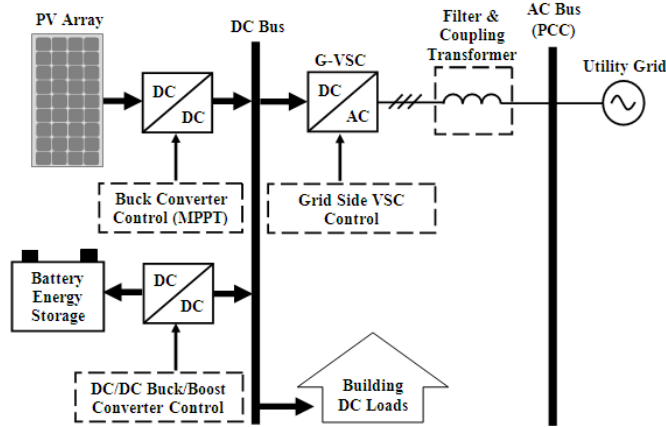 PV Array
DC Bus
Filter &
Coupling
Transformer
AC Bus
(PCC)
G-VSC
Utility Grid
DC
DC
DC
AC
Buck Converter
Control (MPPT)
Grid Side VSC
Control
Battery
Energy
Storage
DC
DC
DC/DC Buck/Boost
Converter Control
Building
DC Loads